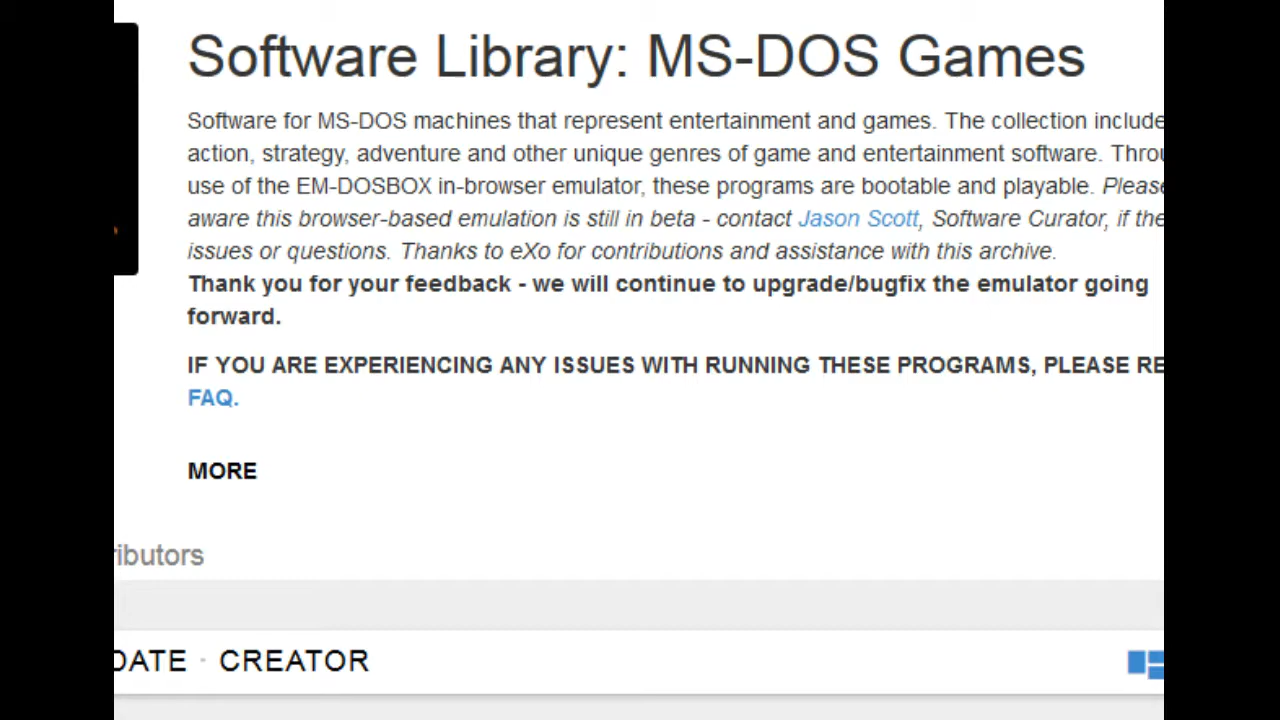 Software Library: MS-DOS Games
Software for MS-DOS machines that represent entertainment and games. The collection include
action, strategy, adventure and other unique genres of game and entertainment software. Throu
use of the EM-DOSBOX in-browser emulator, these programs are bootable and playable. Please
aware this browser-based emulation is still in beta - contact Jason Scott, Software Curator, if the
issues or questions. Thanks to eXo for contributions and assistance with this archive.
Thank you for your feedback - we will continue to upgrade/bugfix the emulator going
forward.
IF YOU ARE EXPERIENCING ANY ISSUES WITH RUNNING THESE PROGRAMS, PLEASE RE
FAQ.
MORE
ributors
DATE · CREATOR